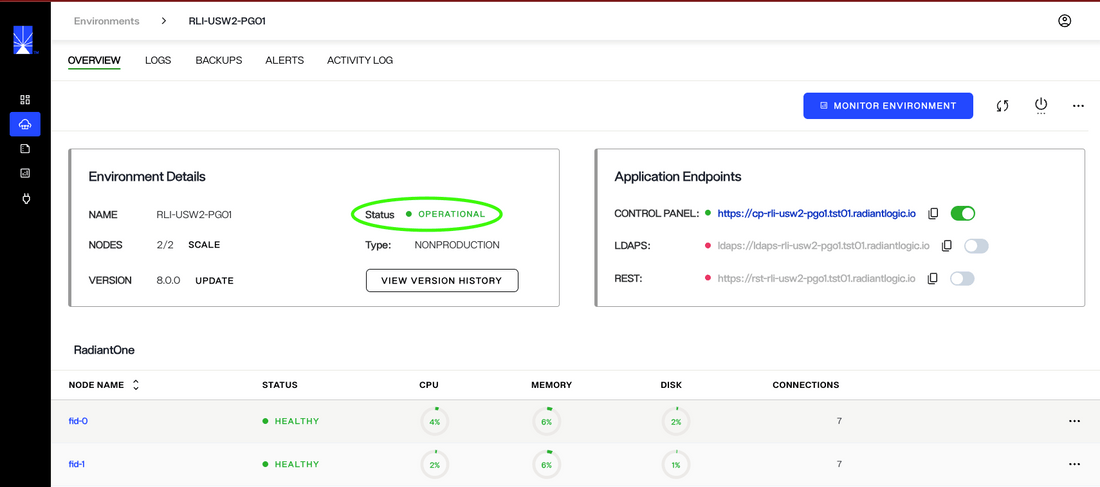 Environments > RLI-USW2-PG01
OVERVIEW LOGS BACKUPS ALERTS ACTIVITY LOG
MONITOR ENVIRONMENT
Environment Details
NAME RLI-USW2-PG01 Status OPERATIONAL
NODES 2/2 SCALE Type: NONPRODUCTION
VERSION 8.0.0 UPDATE VIEW VERSION HISTORY
Application Endpoints
CONTROL PANEL: https://cp-rli-usw2-pgo1.tst01.radiantlogic.io
LDAPS: ldaps://ldaps-rli-usw2-pgo1.tst01.radiantlogic.io
REST: https://rst-rli-usw2-pgo1.tst01.radiantlogic.io
RadiantOne
NODE NAME STATUS CPU MEMORY DISK CONNECTIONS
fid-0 HEALTHY 4% 6% 2% 7
fid-1 HEALTHY 2% 6% 1% 7